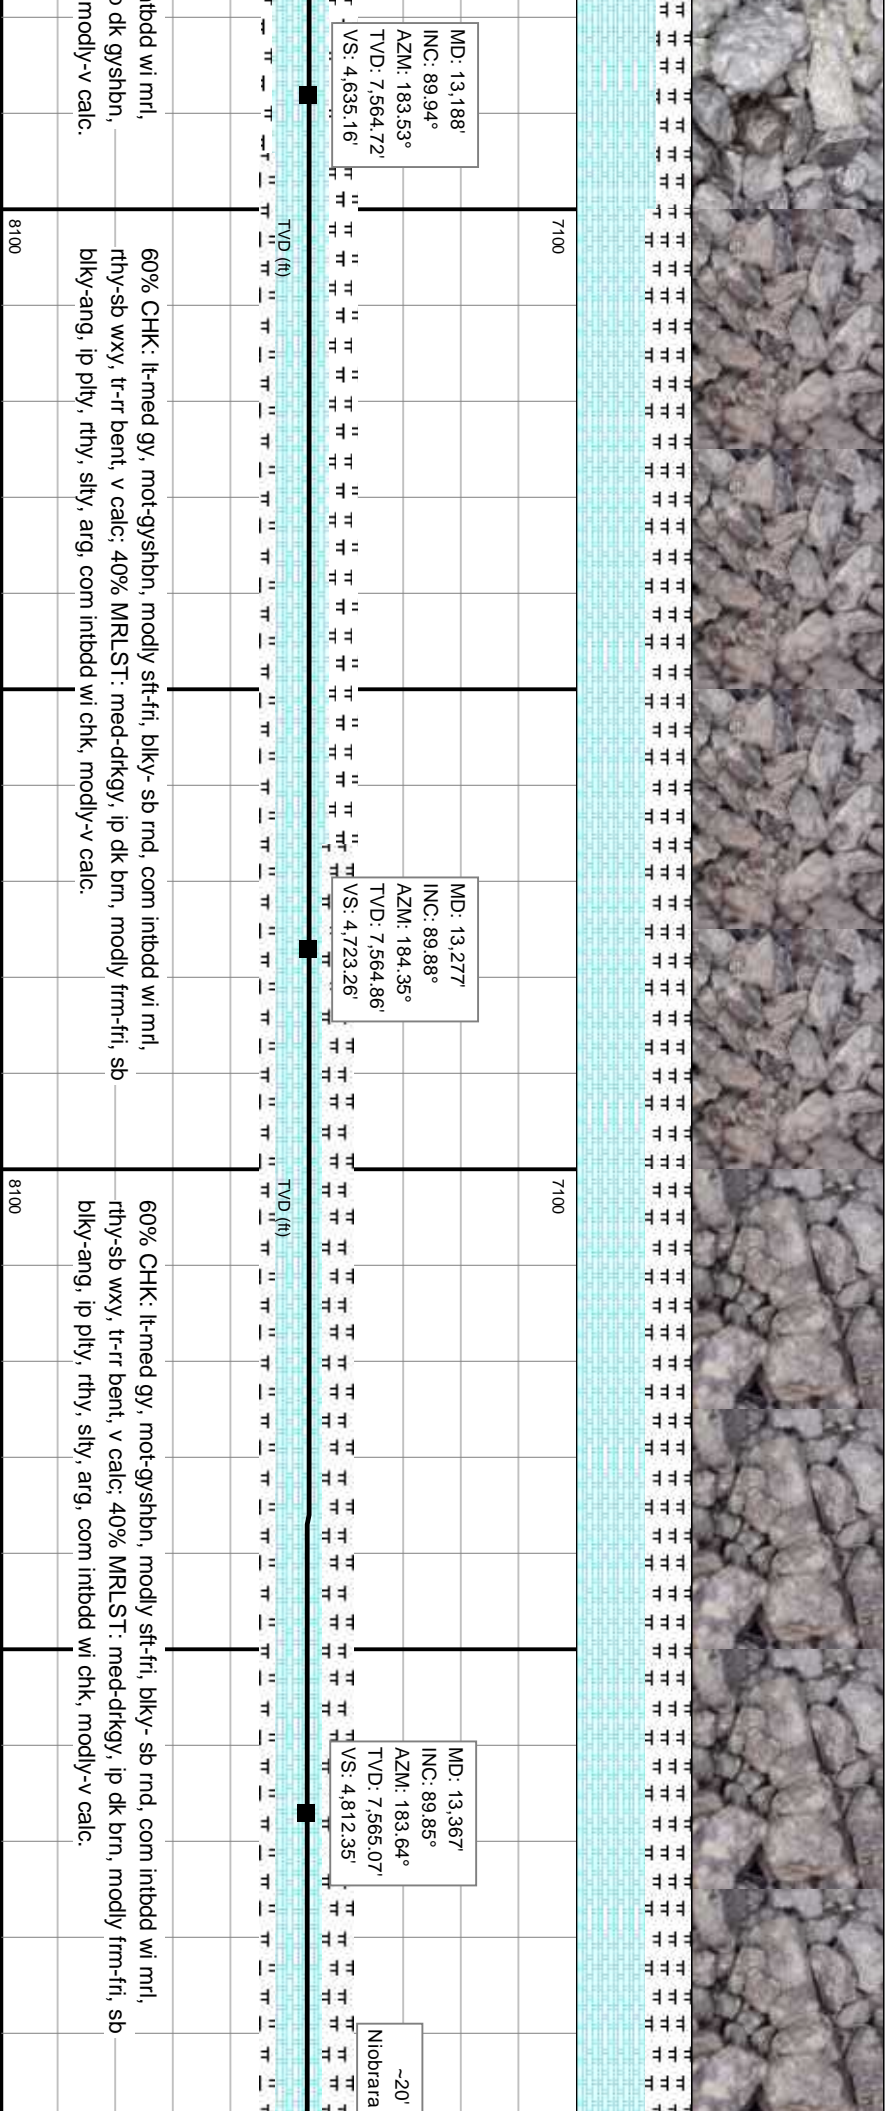 MD: 13,188'
INC: 89.94°
AZM: 183.53°
TVD: 7,564.72'
VS: 4,635.16'
ntbdd wi mrl,
dk gyshbn,
modly-v calc.
7100
TVD (ft)
8100
60% CHK: lt-med gy, mot-gyshbn, modly sft-fri, blky- sb rnd, com intbdd wi mrl,
rthy-sb wxy, tr-rr bent, v calc; 40% MRLST: med-drkgy, ip dk brn, modly frm-fri, sb
blky-ang, ip plty, rthy, slty, arg, com intbdd wi chk, modly-v calc.
MD: 13,277'
INC: 89.88°
AZM: 184.35°
TVD: 7,564.86'
VS: 4,723.26'
7100
TVD (ft)
8100
60% CHK: lt-med gy, mot-gyshbn, modly sft-fri, blky- sb rnd, com intbdd wi mrl,
rthy-sb wxy, tr-rr bent, v calc; 40% MRLST: med-drkgy, ip dk brn, modly frm-fri, sb
blky-ang, ip plty, rthy, slty, arg, com intbdd wi chk, modly-v calc.
MD: 13,367'
INC: 89.85°
AZM: 183.64°
TVD: 7,565.07'
VS: 4,812.35'
~20'
Niobrara